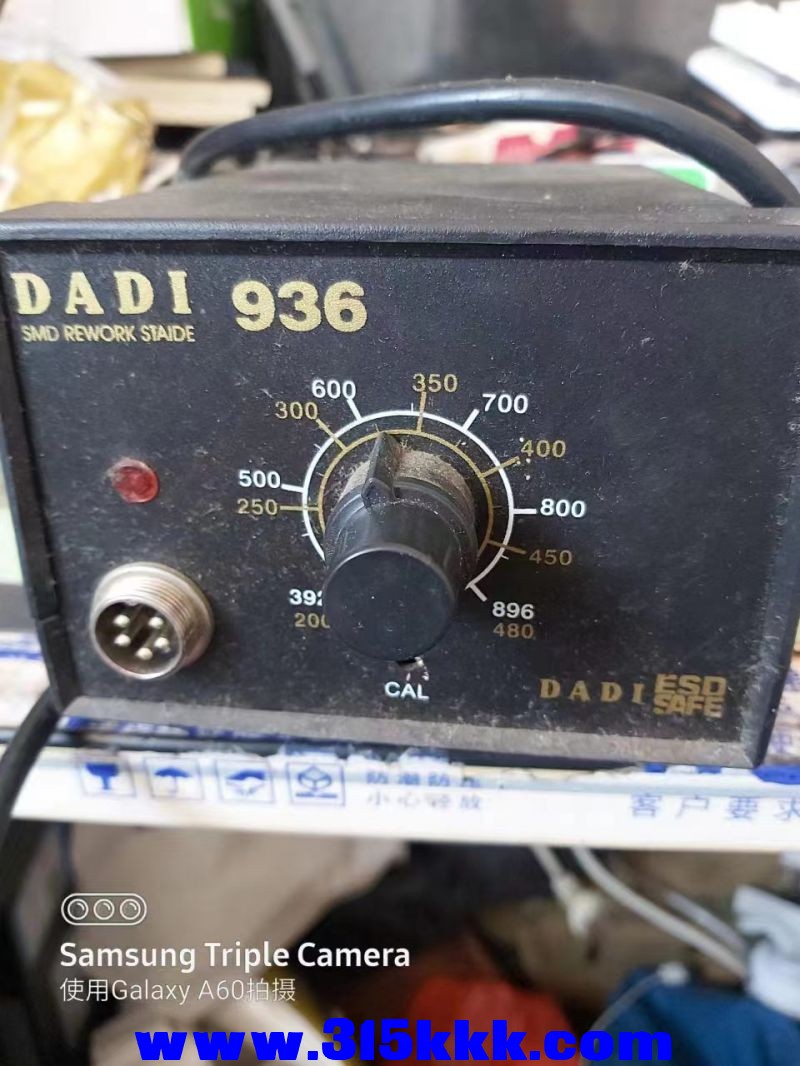 DADI 936
SMD REWORK STAIDE
600
350
700
300
400
500
250
800
450
392
200
896
480
CAL
DADI ESD
SAFE
小心轻放
客户要求
Samsung Triple Camera
使用Galaxy A60拍摄
www.315kkk.com